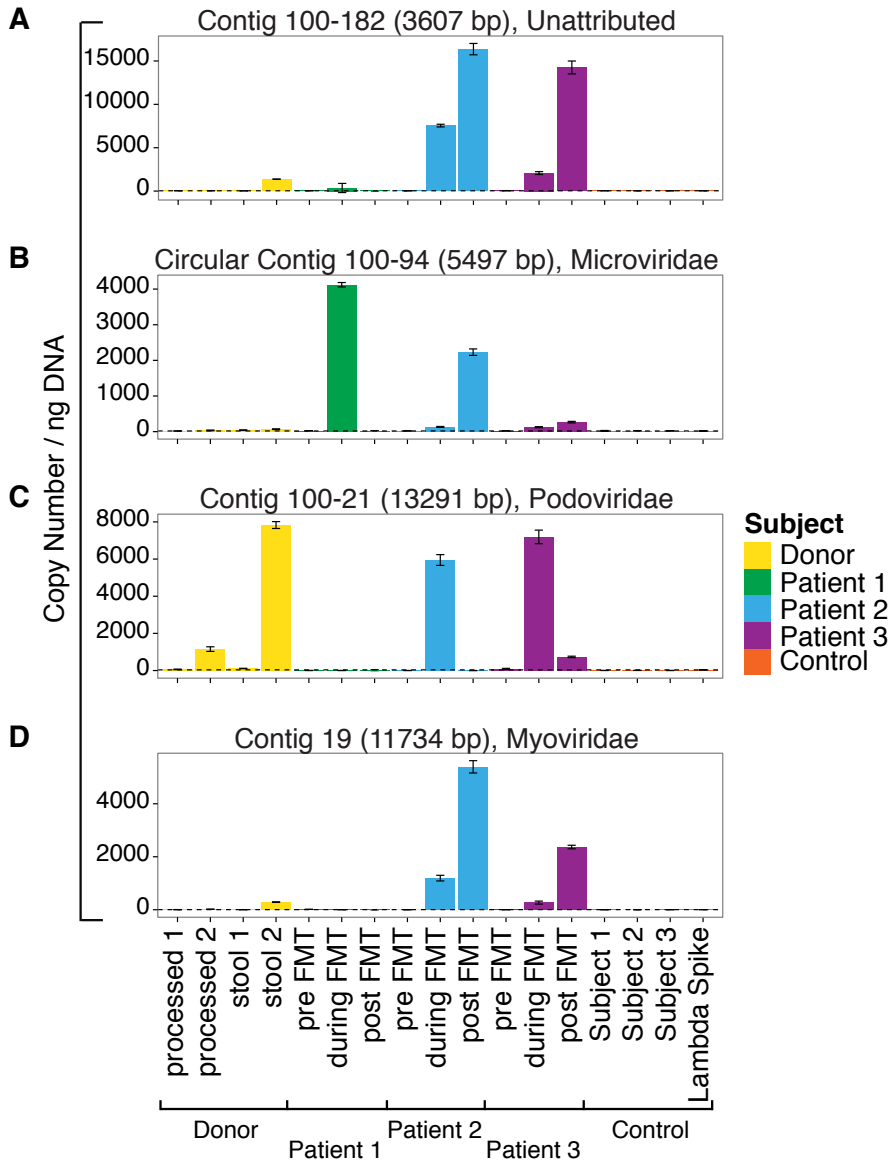 A
Contig 100-182 (3607 bp), Unattributed
15000
10000
5000
0
B
Circular Contig 100-94 (5497 bp), Microviridae
4000
3000
2000
1000
0
C
Contig 100-21 (13291 bp), Podoviridae
8000
6000
4000
2000
0
D
Contig 19 (11734 bp), Myoviridae
4000
2000
0
Copy Number / ng DNA
Subject
Donor
Patient 1
Patient 2
Patient 3
Control
processed 1
processed 2
stool 1
stool 2
pre FMT
during FMT
post FMT
pre FMT
during FMT
post FMT
pre FMT
during FMT
post FMT
Subject 1
Subject 2
Subject 3
Lambda Spike
Donor
Patient 1
Patient 2
Patient 3
Control